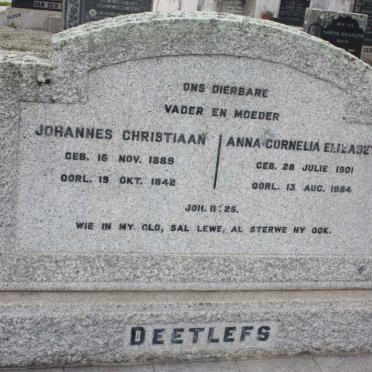 ONS DIERBARE
VADER EN MOEDER
JOHANNES CHRISTIAAN
GEB. 15 NOV. 1889
OORL. 19 OKT. 1942
ANNA CORNELIA ELIZABET
GEB. 28 JULIE 1901
OORL. 13 AUG. 1984
JOH. 11:25.
WIE IN MY GLO, SAL LEWE, AL STERWE HY OOK.
DEETLEFS